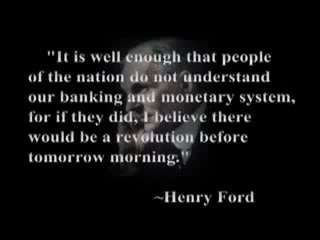 "It is well enough that people
of the nation do not understand
our banking and monetary system,
for if they did, I believe there
would be a revolution before
tomorrow morning."
~Henry Ford